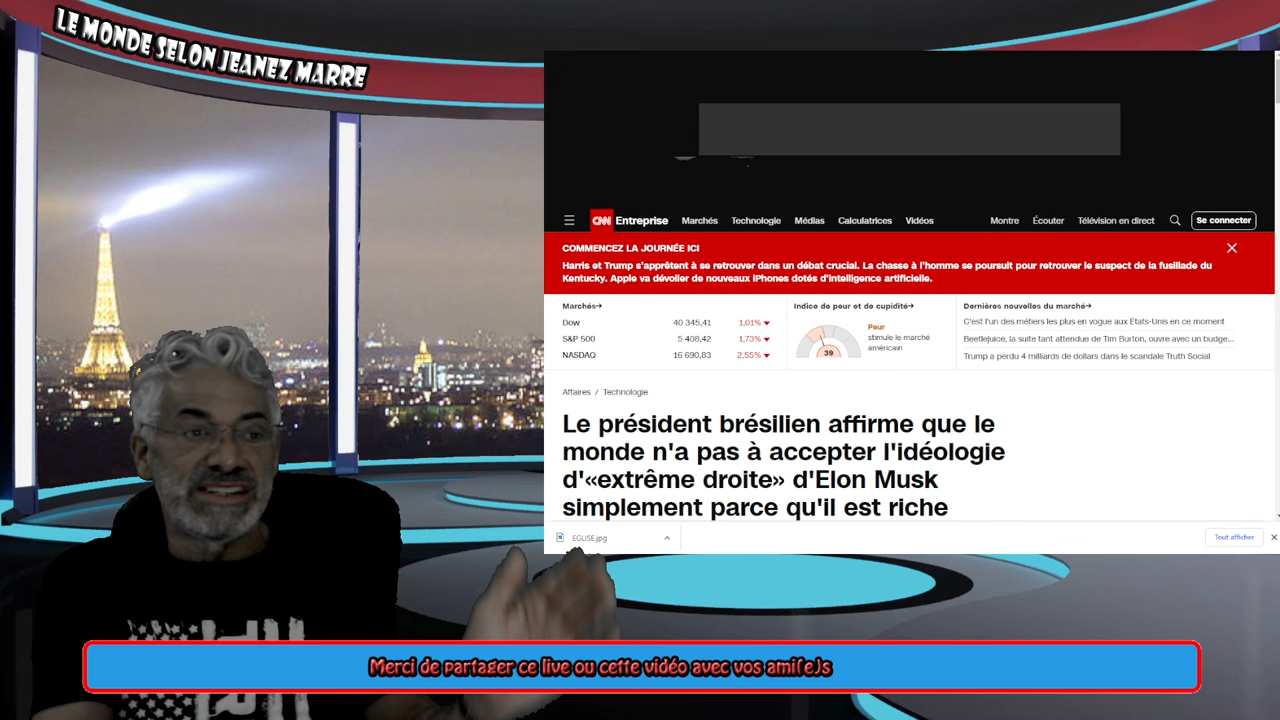 LE MONDE SELON JEANEZ MARRE
CNN Entreprise Marchés Technologie Médias Calculatrices Vidéos Montre Écouter Télévision en direct Se connecter
COMMENCEZ LA JOURNÉE ICI
Harris et Trump s'apprêtent à se retrouver dans un débat crucial. La chasse à l'homme se poursuit pour retrouver le suspect de la fusillade du
Kentucky. Apple va dévoiler de nouveaux iPhones dotés d'intelligence artificielle.
Marchés→
Dow 40 345,41 1,01%
S&P 500 5 408,42 1,73%
NASDAQ 16 690,83 2,55%
Indice de peur et de cupidité→
39
Peur
stimule le marché
américain
Dernières nouvelles du marché→
C'est l'un des métiers les plus en vogue aux États-Unis en ce moment
Beetlejuice, la suite tant attendue de Tim Burton, ouvre avec un budge...
Trump a perdu 4 milliards de dollars dans le scandale Truth Social
Affaires / Technologie
Le président brésilien affirme que le
monde n'a pas à accepter l'idéologie
d'«extrême droite» d'Elon Musk
simplement parce qu'il est riche
EGLISE.jpg
Tout afficher
Merci de partager ce live ou cette vidéo avec vos ami(e)s